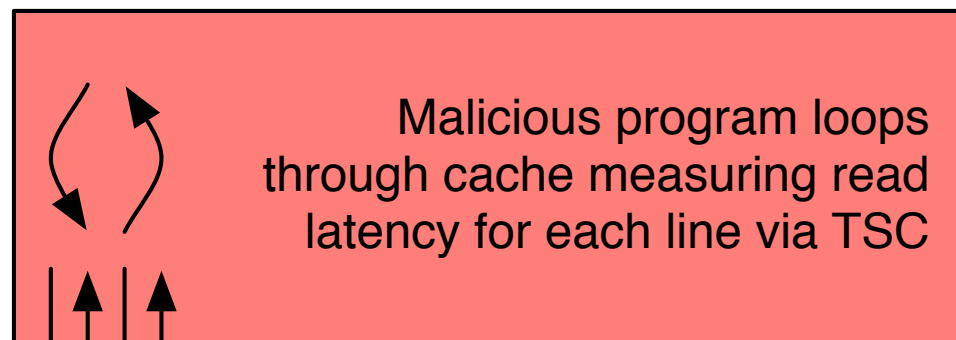 Malicious program loops
through cache measuring read
latency for each line via TSC